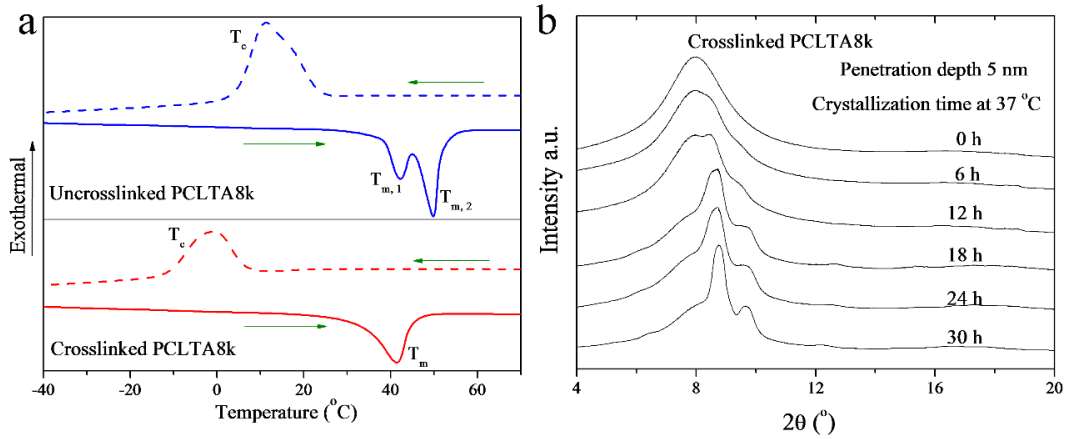 a
T_c
Exothermal
Uncrosslinked PCLTA8k
T_m, 1
T_m, 2
T_c
Crosslinked PCLTA8k
T_m
-40 -20 0 20 40 60
Temperature (°C)
b
Crosslinked PCLTA8k
Penetration depth 5 nm
Crystallization time at 37 °C
Intensity a.u.
0 h
6 h
12 h
18 h
24 h
30 h
4 8 12 16 20
2θ (°)